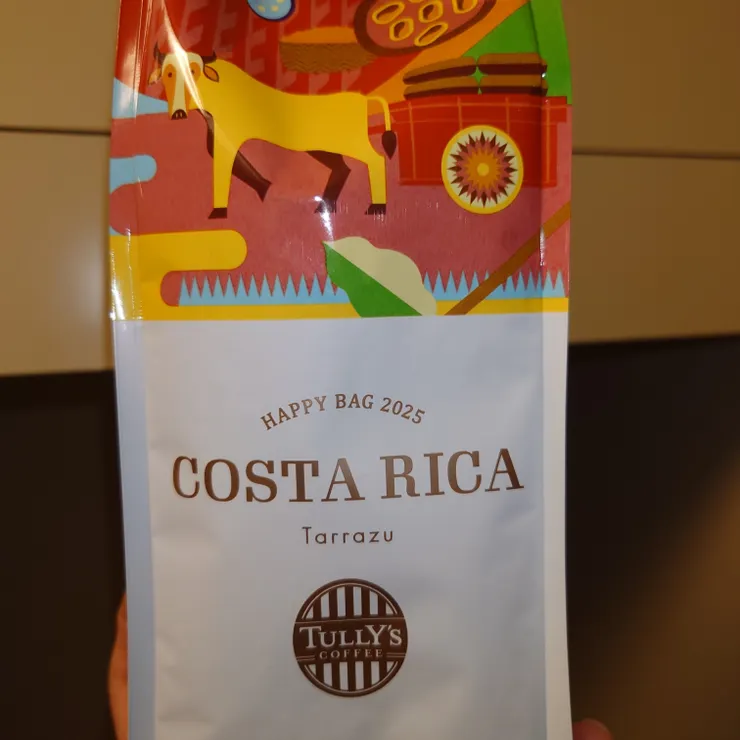 HAPPY BAG 2025
COSTA RICA
Tarrazu
TULLY'S
COFFEE